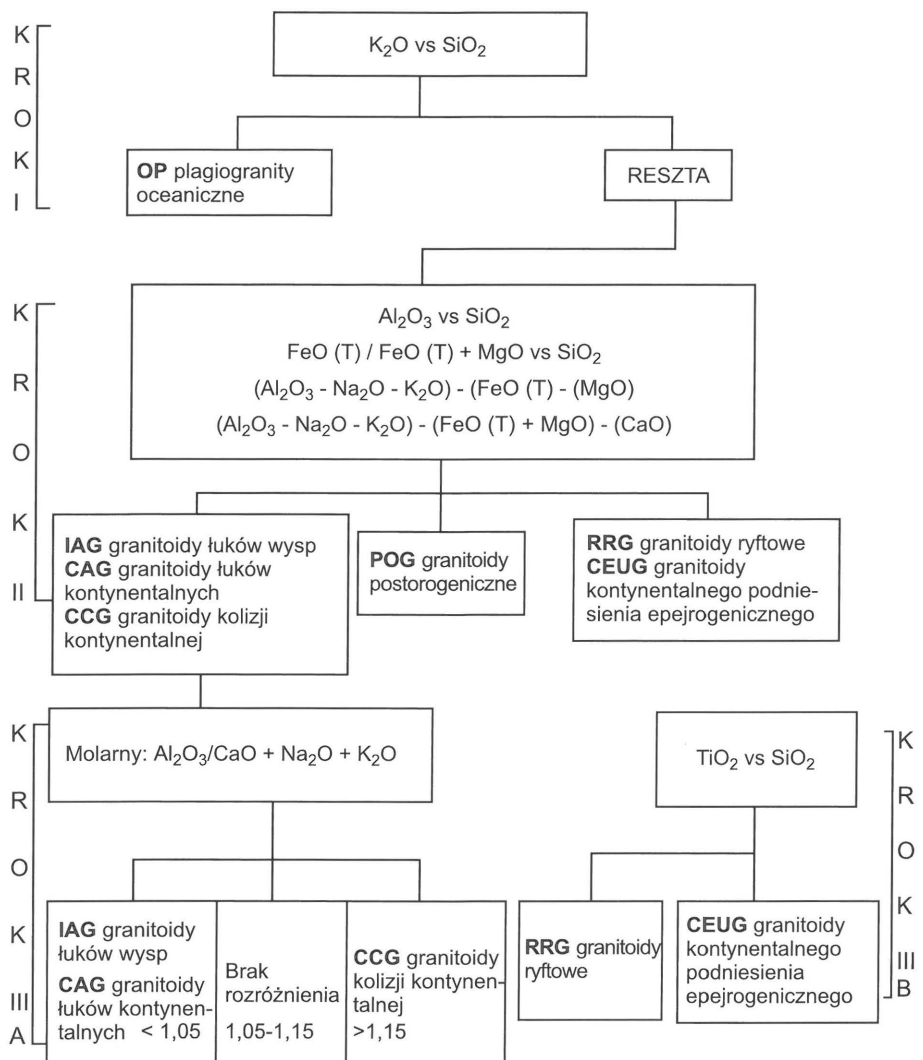 K
R
O
K
I
K₂O vs SiO₂
OP plagiogranity
oceaniczne
RESZTA
K
R
O
K
II
Al₂O₃ vs SiO₂
FeO (T) / FeO (T) + MgO vs SiO₂
(Al₂O₃ - Na₂O - K₂O) - (FeO (T) - (MgO)
(Al₂O₃ - Na₂O - K₂O) - (FeO (T) + MgO) - (CaO)
IAG granitoidy łuków wysp
CAG granitoidy łuków
kontynentalnych
CCG granitoidy kolizji
kontynentalnej
POG granitoidy
postorogeniczne
RRG granitoidy ryftowe
CEUG granitoidy
kontynentalnego podnie-
sienia epejrogenicznego
K
R
O
K
III
A
Molarny: Al₂O₃/CaO + Na₂O + K₂O
IAG granitoidy
łuków wysp
CAG granitoidy
łuków kontynen-
talnych < 1,05
Brak
rozróżnienia
1,05-1,15
CCG granitoidy
kolizji kontynen-
talnej
>1,15
TiO₂ vs SiO₂
RRG granitoidy
ryftowe
CEUG granitoidy
kontynentalnego
podniesienia
epejrogenicznego
K
R
O
K
III
B